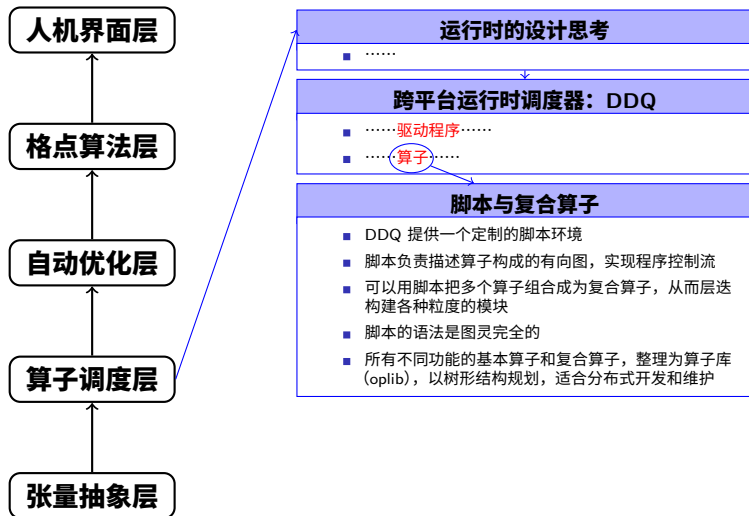 人机界面层
格点算法层
自动优化层
算子调度层
张量抽象层
运行时的设计思考
……
跨平台运行时调度器：DDQ
……驱动程序……
……算子……
脚本与复合算子
DDQ 提供一个定制的脚本环境
脚本负责描述算子构成的有向图，实现程序控制流
可以用脚本把多个算子组合成为复合算子，从而层迭
构建各种粒度的模块
脚本的语法是图灵完全的
所有不同功能的基本算子和复合算子，整理为算子库
（oplib），以树形结构规划，适合分布式开发和维护